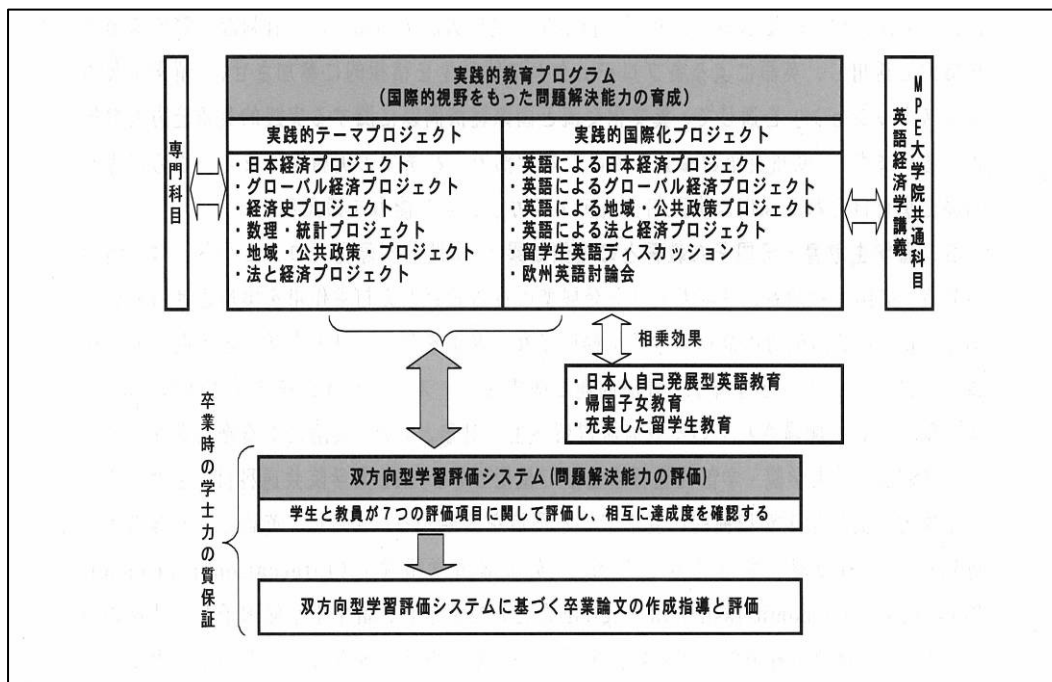 実践的教育プログラム
(国際的視野をもった問題解決能力の育成)
専門科目
実践的テーマプロジェクト
・日本経済プロジェクト
・グローバル経済プロジェクト
・経済史プロジェクト
・数理・統計プロジェクト
・地域・公共政策・プロジェクト
・法と経済プロジェクト
実践的国際化プロジェクト
・英語による日本経済プロジェクト
・英語によるグローバル経済プロジェクト
・英語による地域・公共政策プロジェクト
・英語による法と経済プロジェクト
・留学生英語ディスカッション
・欧州英語討論会
MPE大学院共通科目
英語経済学講義
相乗効果
・日本人自己発展型英語教育
・帰国子女教育
・充実した留学生教育
卒業時の学士力の質保証
双方向型学習評価システム(問題解決能力の評価)
学生と教員が7つの評価項目に関して評価し、相互に達成度を確認する
双方向型学習評価システムに基づく卒業論文の作成指導と評価